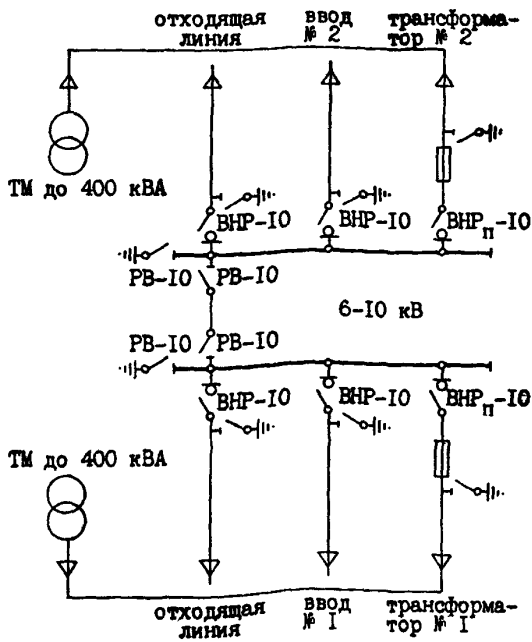 отходящая линия
ввод № 2
трансформа-
тор № 2
ТМ до 400 кВА
ВНР-10
ВНР-10
ВНРп-10
РВ-10
РВ-10
6-10 кВ
РВ-10
РВ-10
ВНР-10
ВНР-10
ВНРп-10
ТМ до 400 кВА
отходящая линия
ввод № 1
трансформа-
тор № 1